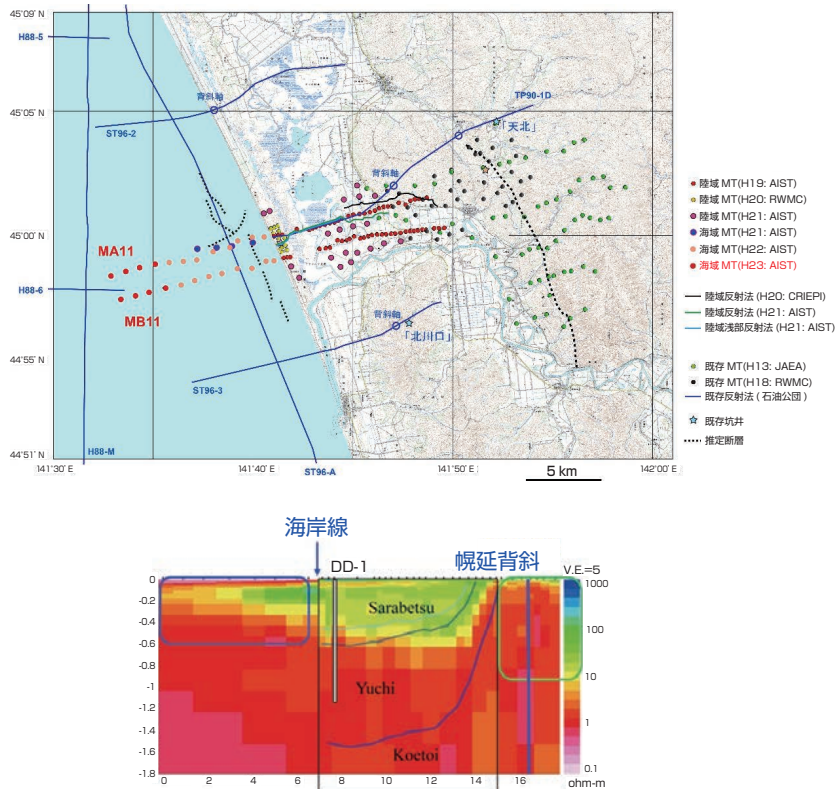 45°09' N
H88-5
45°05' N
背斜軸
TP90-1D
「天北」
ST96-2
背斜軸
陸域 MT(H19: AIST)
陸域 MT(H20: RWMC)
陸域 MT(H21: AIST)
海域 MT(H21: AIST)
海域 MT(H22: AIST)
海域 MT(H23: AIST)
45°00' N
MA11
H88-6
MB11
陸域反射法 (H20: CRIEPI)
陸域反射法 (H21: AIST)
陸域浅部反射法 (H21: AIST)
背斜軸
「北川口」
44°55' N
既存 MT(H13: JAEA)
既存 MT(H18: RWMC)
既存反射法 ( 石油公団 )
既存坑井
推定断層
ST96-3
44°51' N
H88-M
ST96-A
141°30' E
141°40' E
141°50' E
142°00' E
5 km
海岸線
DD-1
幌延背斜
V.E.=5
0
-0.2
-0.4
-0.6
-0.8
-1
-1.2
-1.4
-1.6
-1.8
Sarabetsu
Yuchi
Koetoi
1000
100
10
1
0.1
0 2 4 6 8 10 12 14 16
ohm-m